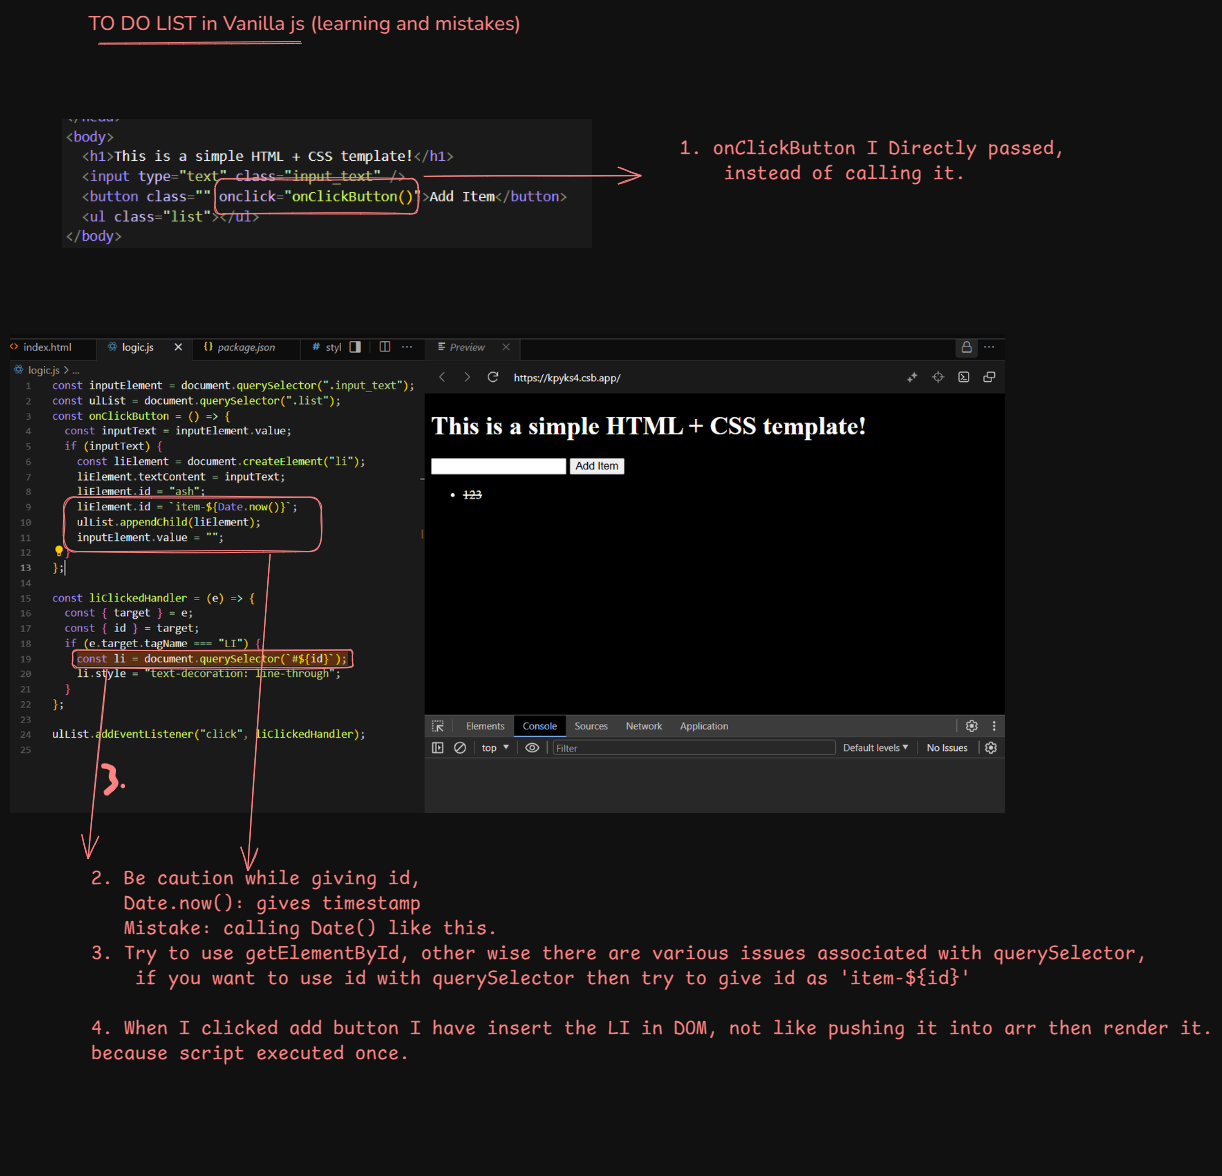 TO DO LIST in Vanilla js (learning and mistakes)
<body>
<h1>This is a simple HTML + CSS template!</h1>
<input type="text" class="input_text" />
<button class="" onclick="onClickButton()">Add Item</button>
<ul class="list"></ul>
</body>
1. onClickButton I Directly passed,
instead of calling it.
index.html
logic.js
package.json
# styl
Preview
logic.js > ...
https://kpyks4.csb.app/
1 const inputElement = document.querySelector(".input_text");
2 const ulList = document.querySelector(".list");
3 const onClickButton = () => {
4 const inputText = inputElement.value;
5 if (inputText) {
6 const liElement = document.createElement("li");
7 liElement.textContent = inputText;
8 liElement.id = "ash";
9 liElement.id = `item-${Date.now()}`;
10 ulList.appendChild(liElement);
11 inputElement.value = "";
12 }
13 };
14
15 const liClickedHandler = (e) => {
16 const { target } = e;
17 const { id } = target;
18 if (e.target.tagName === "LI") {
19 const li = document.querySelector(`#${id}`);
20 li.style = "text-decoration: line-through";
21 }
22 };
23
24 ulList.addEventListener("click", liClickedHandler);
25
This is a simple HTML + CSS template!
Add Item
• 123
Elements Console Sources Network Application
top Filter Default levels No Issues
3.
2. Be caution while giving id,
Date.now(): gives timestamp
Mistake: calling Date() like this.
3. Try to use getElementById, other wise there are various issues associated with querySelector,
if you want to use id with querySelector then try to give id as 'item-${id}'
4. When I clicked add button I have insert the LI in DOM, not like pushing it into arr then render it.
because script executed once.